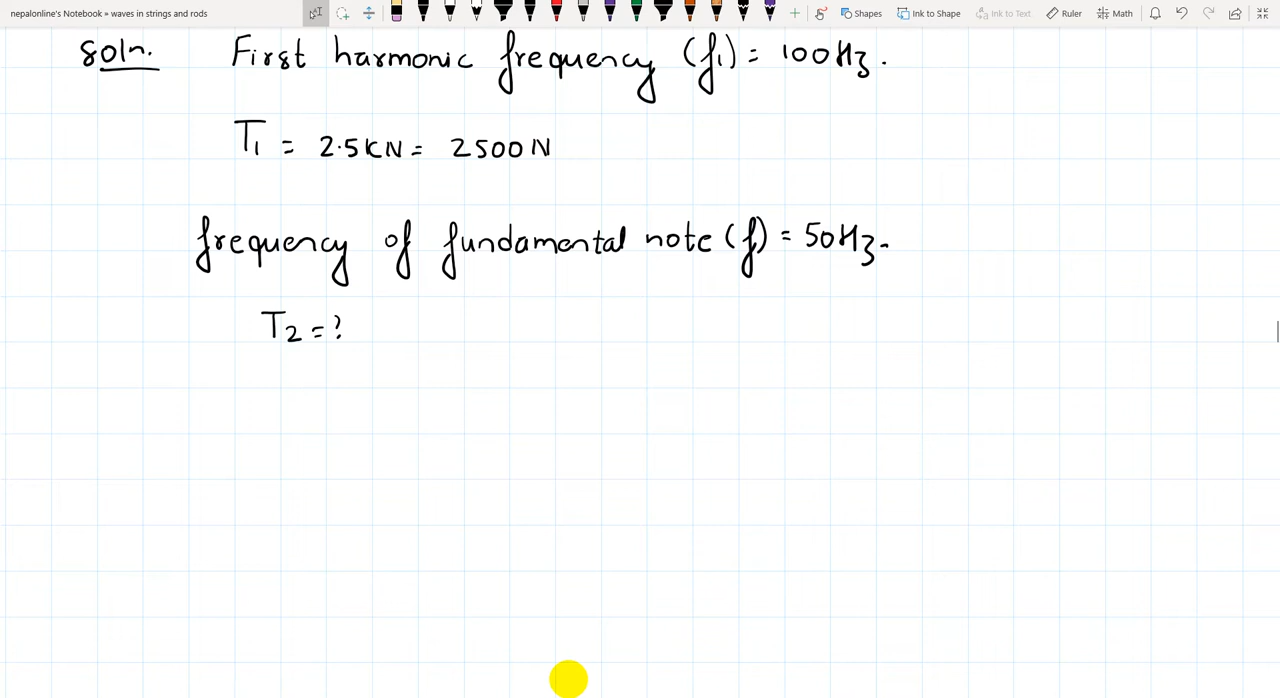 nepalonline's Notebook » waves in strings and rods
Shapes Ink to Shape Ink to Text Ruler Math
Soln. First harmonic frequency (f1) = 100Hz.
T1 = 2.5KN = 2500N
frequency of fundamental note (f) = 50Hz.
T2 = ?